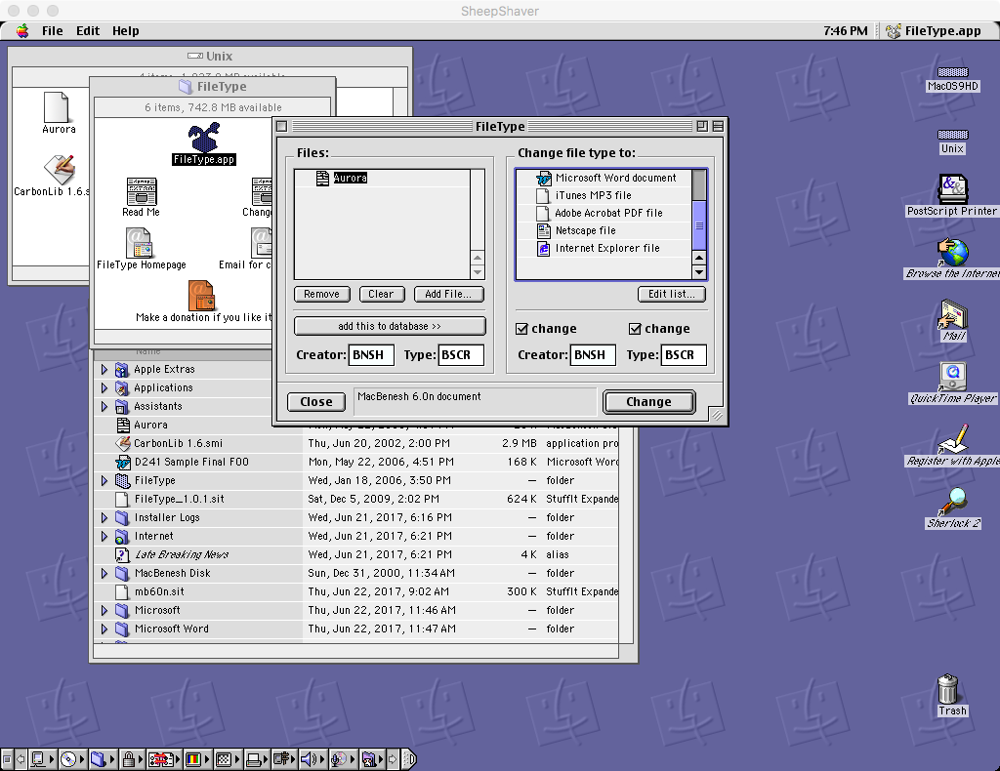 SheepShaver
File Edit Help
7:46 PM FileType.app
Unix
FileType
6 items, 742.8 MB available
Aurora
CarbonLib 1.6.s
FileType.app
Read Me
Change
FileType Homepage
Email for c
Make a donation if you like it
FileType
Files:
Aurora
Remove
Clear
Add File...
add this to database >>
Creator: BNSH Type: BSCR
Change file type to:
Microsoft Word document
iTunes MP3 file
Adobe Acrobat PDF file
Netscape file
Internet Explorer file
Edit list...
change change
Creator: BNSH Type: BSCR
Close
MacBenesh 6.0n document
Change
Name
Apple Extras
Applications
Assistants
Aurora
CarbonLib 1.6.smi Thu, Jun 20, 2002, 2:00 PM 2.9 MB application pro
D241 Sample Final F00 Mon, May 22, 2006, 4:51 PM 168 K Microsoft Word
FileType Wed, Jan 18, 2006, 3:50 PM — folder
FileType_1.0.1.sit Sat, Dec 5, 2009, 2:02 PM 624 K StuffIt Expande
Installer Logs Wed, Jun 21, 2017, 6:16 PM — folder
Internet Wed, Jun 21, 2017, 6:21 PM — folder
Late Breaking News Wed, Jun 21, 2017, 6:21 PM 4 K alias
MacBenesh Disk Sun, Dec 31, 2000, 11:34 AM — folder
mb60n.sit Thu, Jun 22, 2017, 9:02 AM 300 K StuffIt Expande
Microsoft Thu, Jun 22, 2017, 11:46 AM — folder
Microsoft Word Thu, Jun 22, 2017, 11:47 AM — folder
MacOS9HD
Unix
PostScript Printer
Browse the Internet
Mail
QuickTime Player
Register with Apple
Sherlock 2
Trash